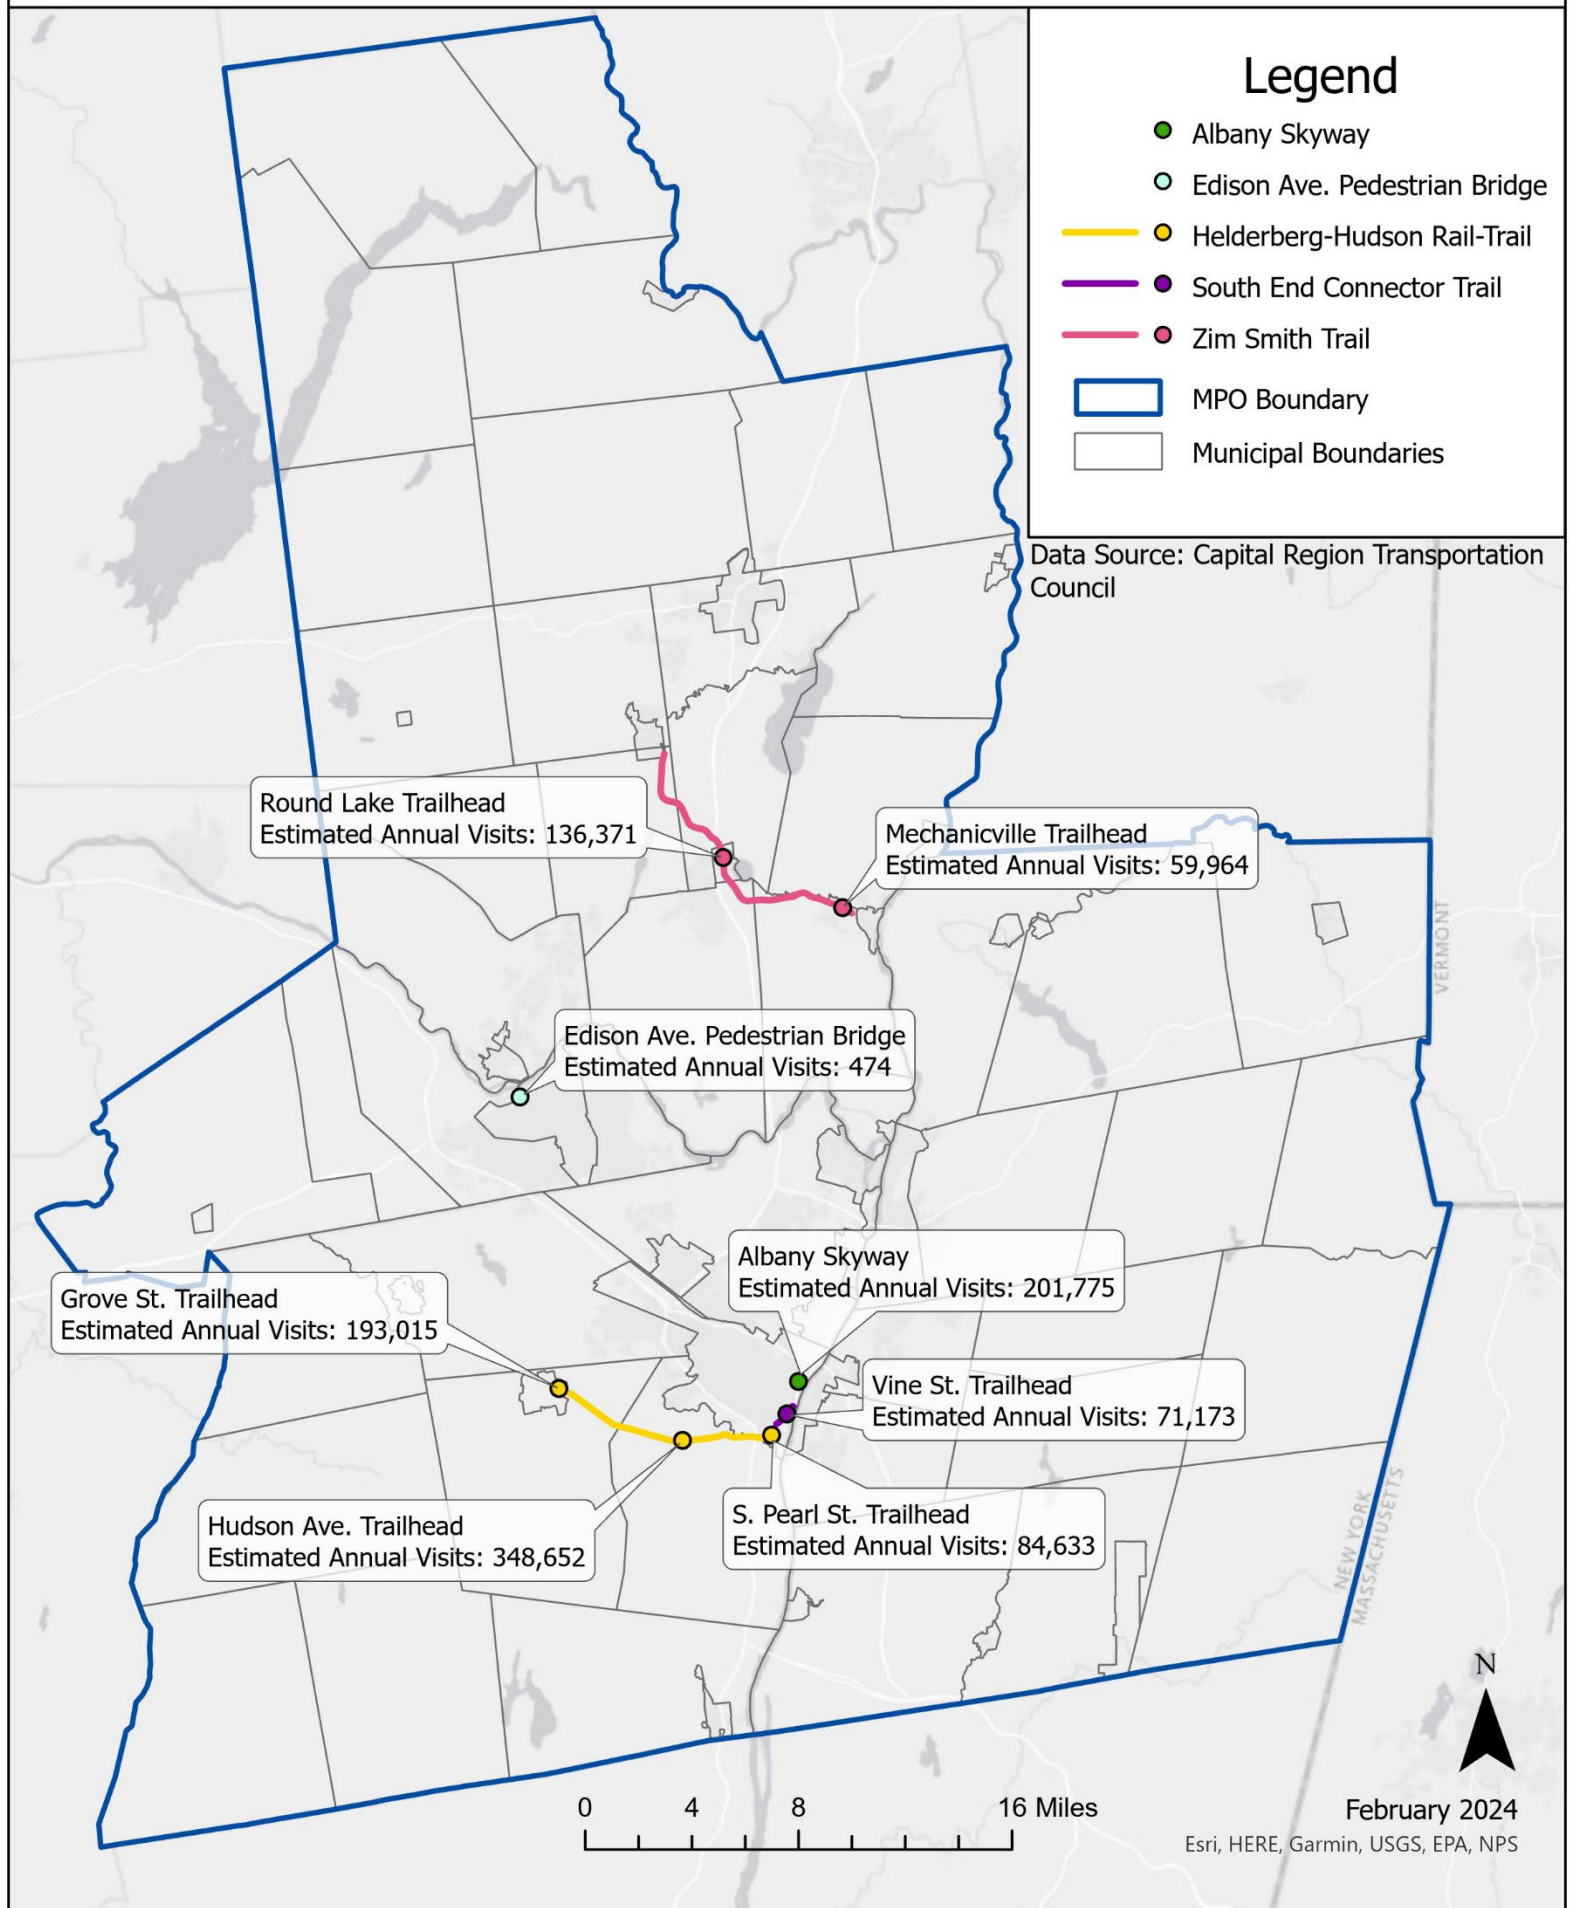 Legend
Albany Skyway
Edison Ave. Pedestrian Bridge
Helderberg-Hudson Rail-Trail
South End Connector Trail
Zim Smith Trail
MPO Boundary
Municipal Boundaries
Data Source: Capital Region Transportation
Council
Round Lake Trailhead
Estimated Annual Visits: 136,371
Mechanicville Trailhead
Estimated Annual Visits: 59,964
VERMONT
Edison Ave. Pedestrian Bridge
Estimated Annual Visits: 474
Albany Skyway
Estimated Annual Visits: 201,775
Grove St. Trailhead
Estimated Annual Visits: 193,015
Vine St. Trailhead
Estimated Annual Visits: 71,173
Hudson Ave. Trailhead
Estimated Annual Visits: 348,652
S. Pearl St. Trailhead
Estimated Annual Visits: 84,633
NEW YORK
MASSACHUSETTS
N
0 4 8 16 Miles
February 2024
Esri, HERE, Garmin, USGS, EPA, NPS